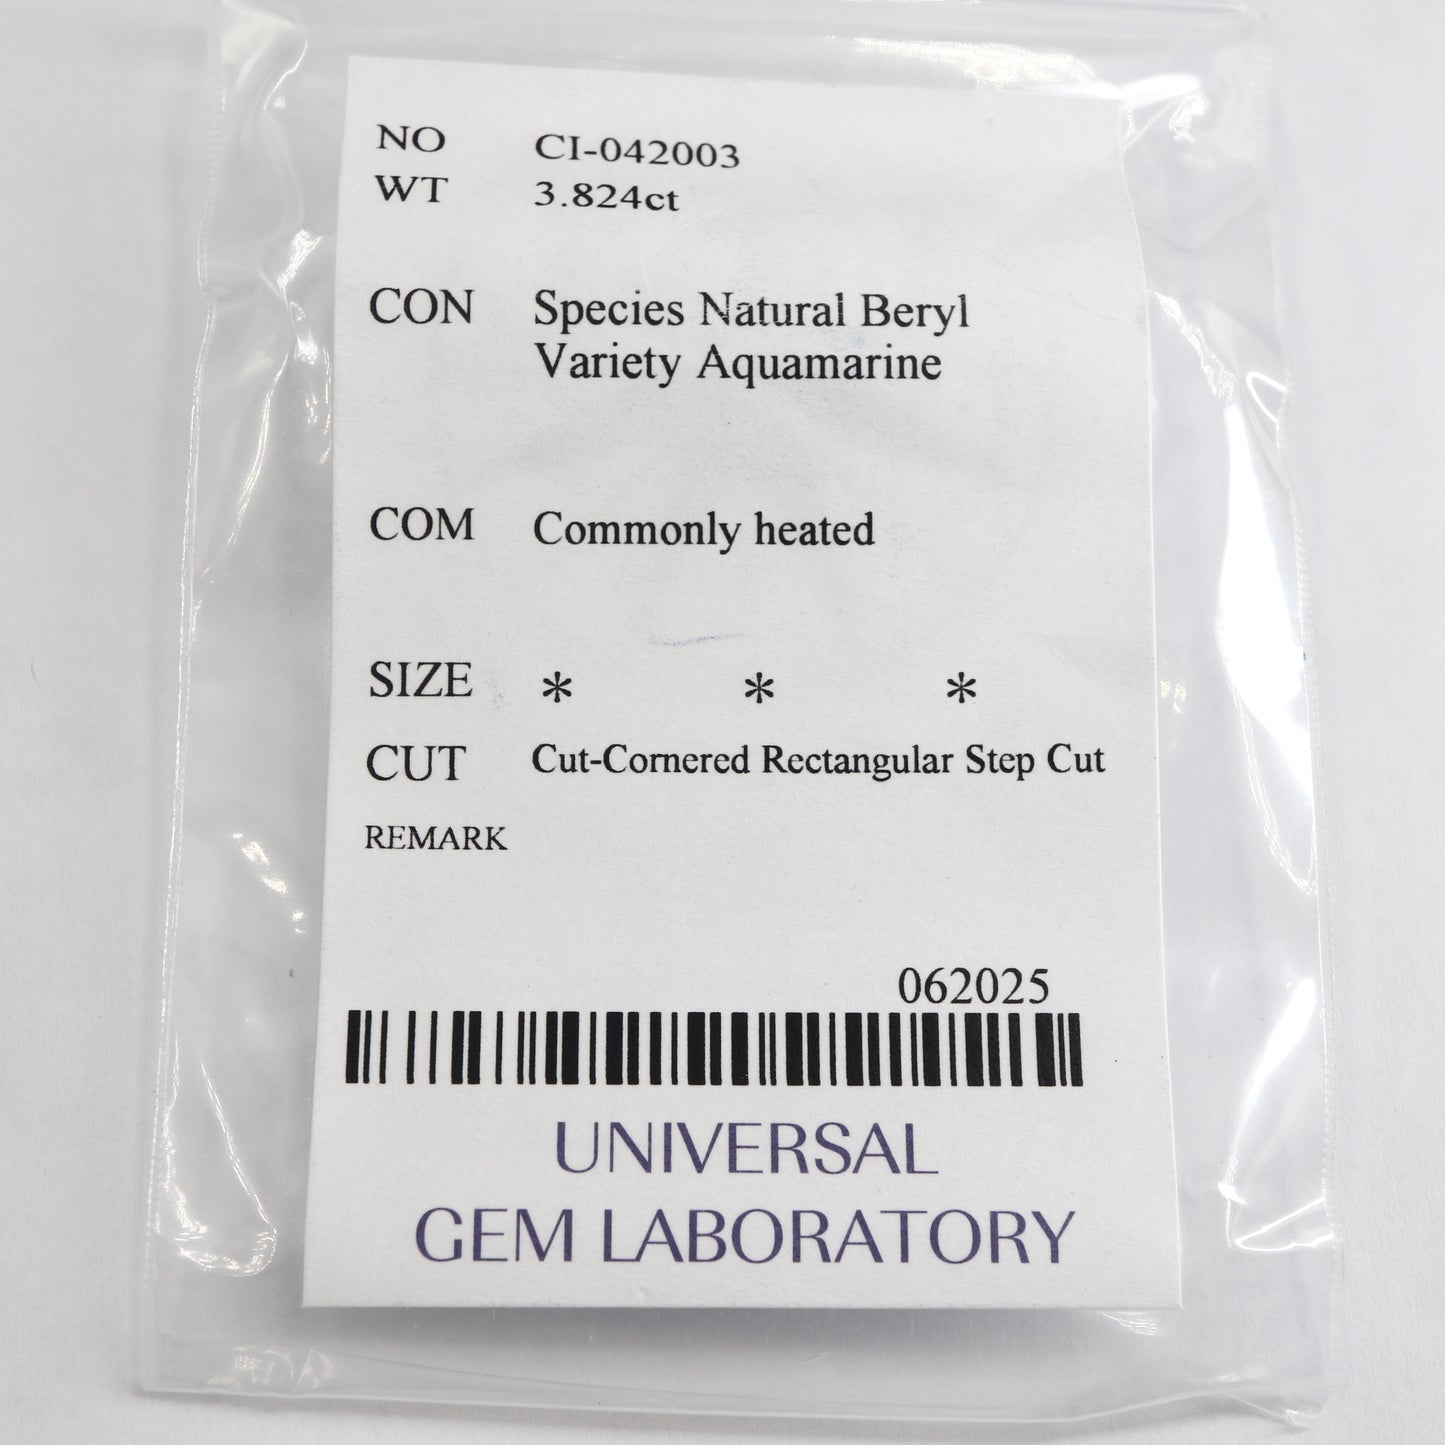 NO CI-042003
WT 3.824ct
CON Species Natural Beryl
Variety Aquamarine
COM Commonly heated
SIZE * * *
CUT Cut-Cornered Rectangular Step Cut
REMARK
062025
UNIVERSAL
GEM LABORATORY